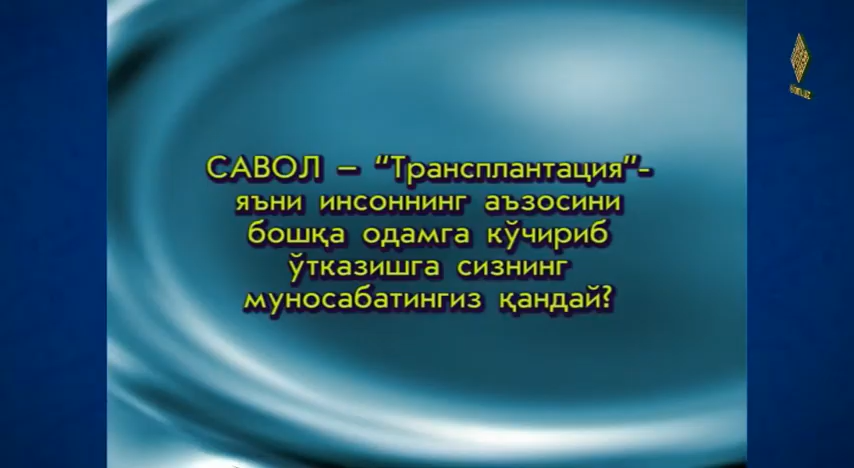 САВОЛ – “Трансплантация”-
яъни инсоннинг аъзосини
бошқа одамга кўчириб
ўтказишга сизнинг
муносабатингиз қандай?